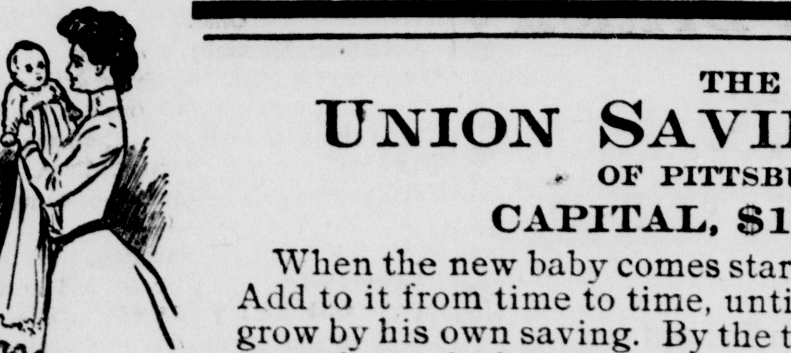 THE
UNION SAVI
OF PITTSB
CAPITAL, $1
When the new baby comes star
Add to it from time to time, unti
grow by his own saving. By the t